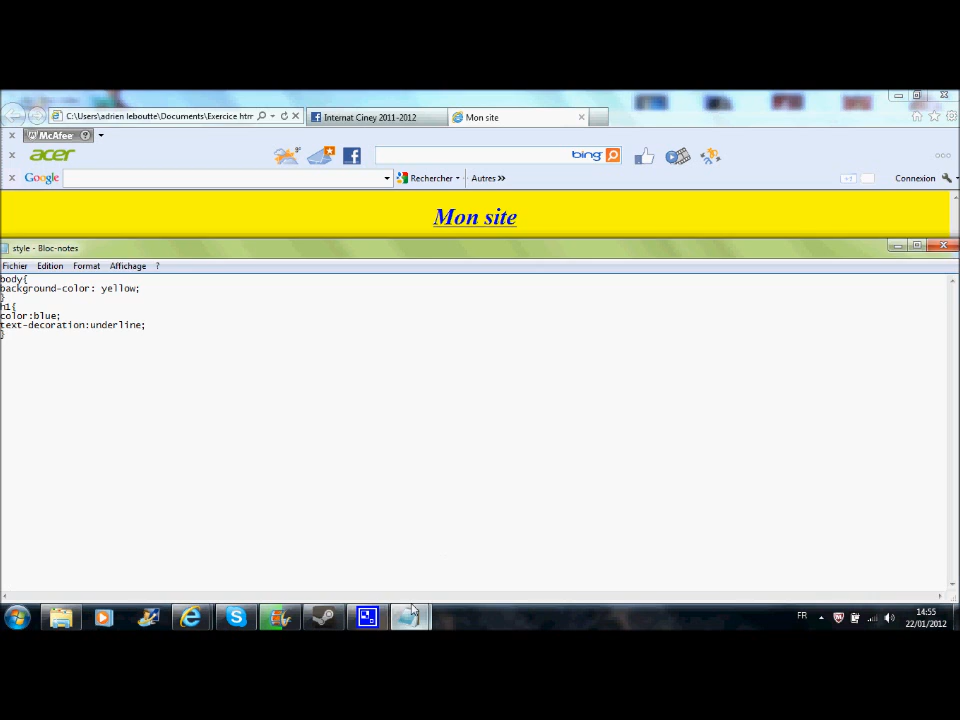 C:\Users\adrien leboutte\Documents\Exercice htm
Internat Ciney 2011-2012
Mon site
McAfee
acer
bing
Google
Rechercher
Autres
Connexion
Mon site
style - Bloc-notes
Fichier Edition Format Affichage ?
body{
background-color: yellow;
}
h1{
color:blue;
text-decoration:underline;
}
FR
14:55
22/01/2012